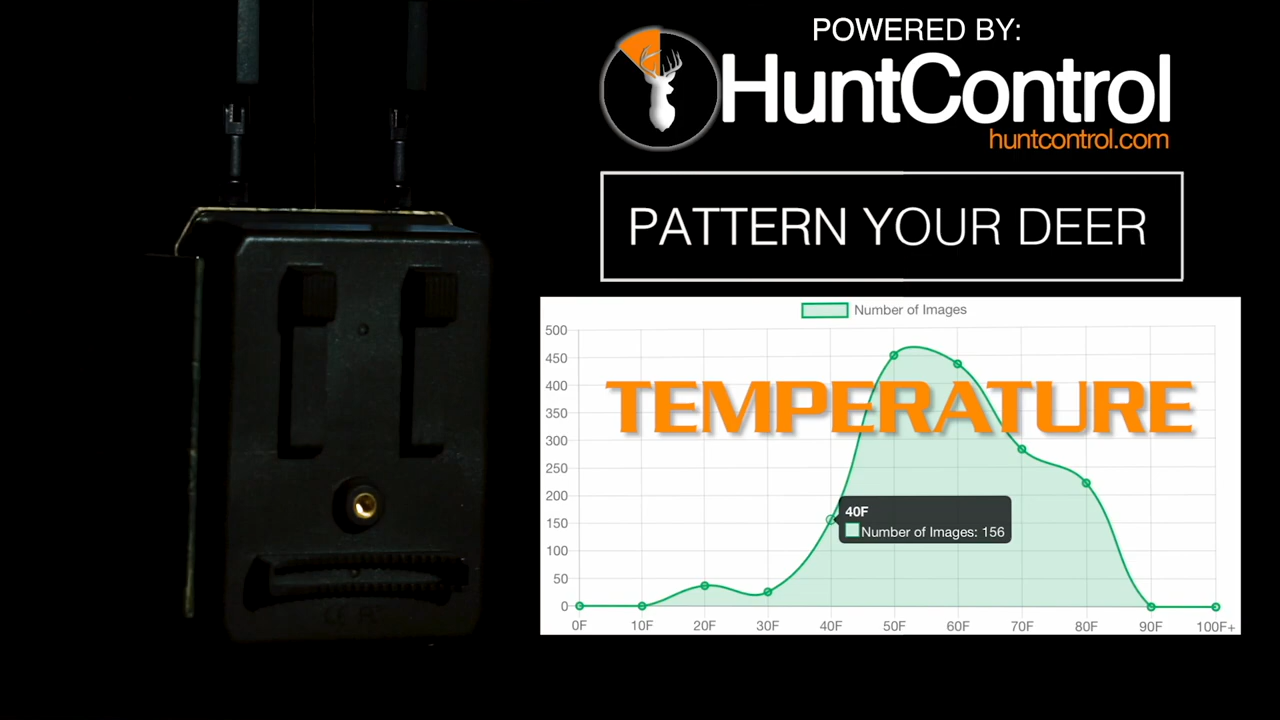 POWERED BY:
HuntControl
huntcontrol.com
PATTERN YOUR DEER
Number of Images
TEMPERATURE
500
450
400
350
300
250
200
150
100
50
0
40F
Number of Images: 156
0F 10F 20F 30F 40F 50F 60F 70F 80F 90F 100F+